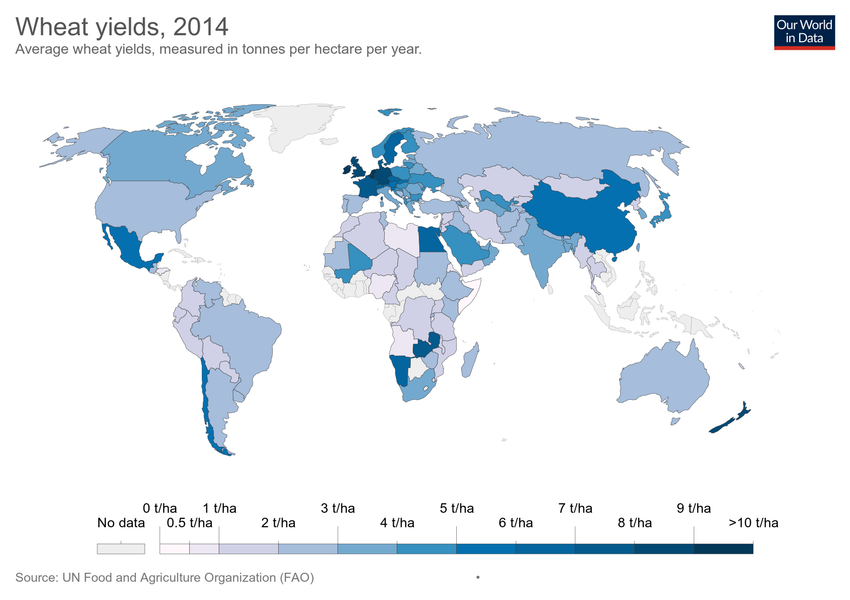 Wheat yields, 2014
Average wheat yields, measured in tonnes per hectare per year.
Our World
in Data
0 t/ha 1 t/ha 3 t/ha 5 t/ha 7 t/ha 9 t/ha
No data 0.5 t/ha 2 t/ha 4 t/ha 6 t/ha 8 t/ha >10 t/ha
Source: UN Food and Agriculture Organization (FAO)